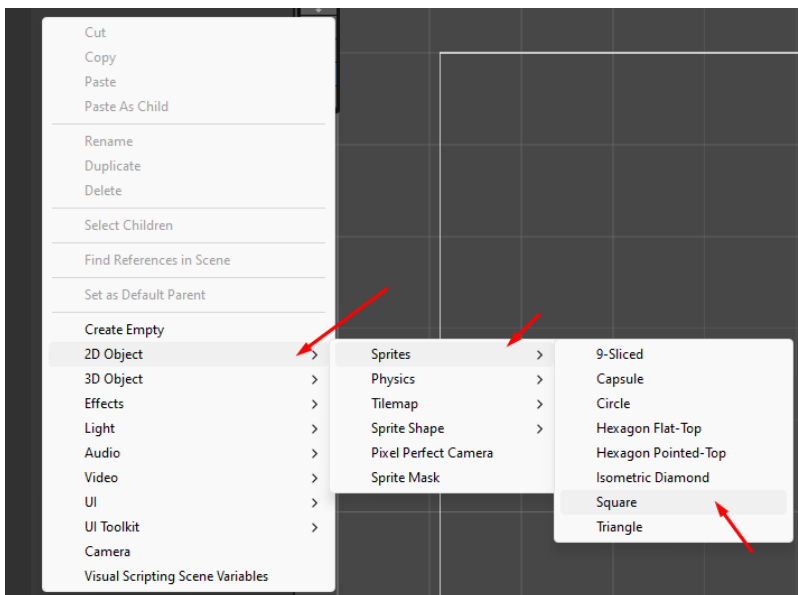 Cut
Copy
Paste
Paste As Child
Rename
Duplicate
Delete
Select Children
Find References in Scene
Set as Default Parent
Create Empty
2D Object
3D Object
Effects
Light
Audio
Video
UI
UI Toolkit
Camera
Visual Scripting Scene Variables
Sprites
Physics
Tilemap
Sprite Shape
Pixel Perfect Camera
Sprite Mask
9-Sliced
Capsule
Circle
Hexagon Flat-Top
Hexagon Pointed-Top
Isometric Diamond
Square
Triangle